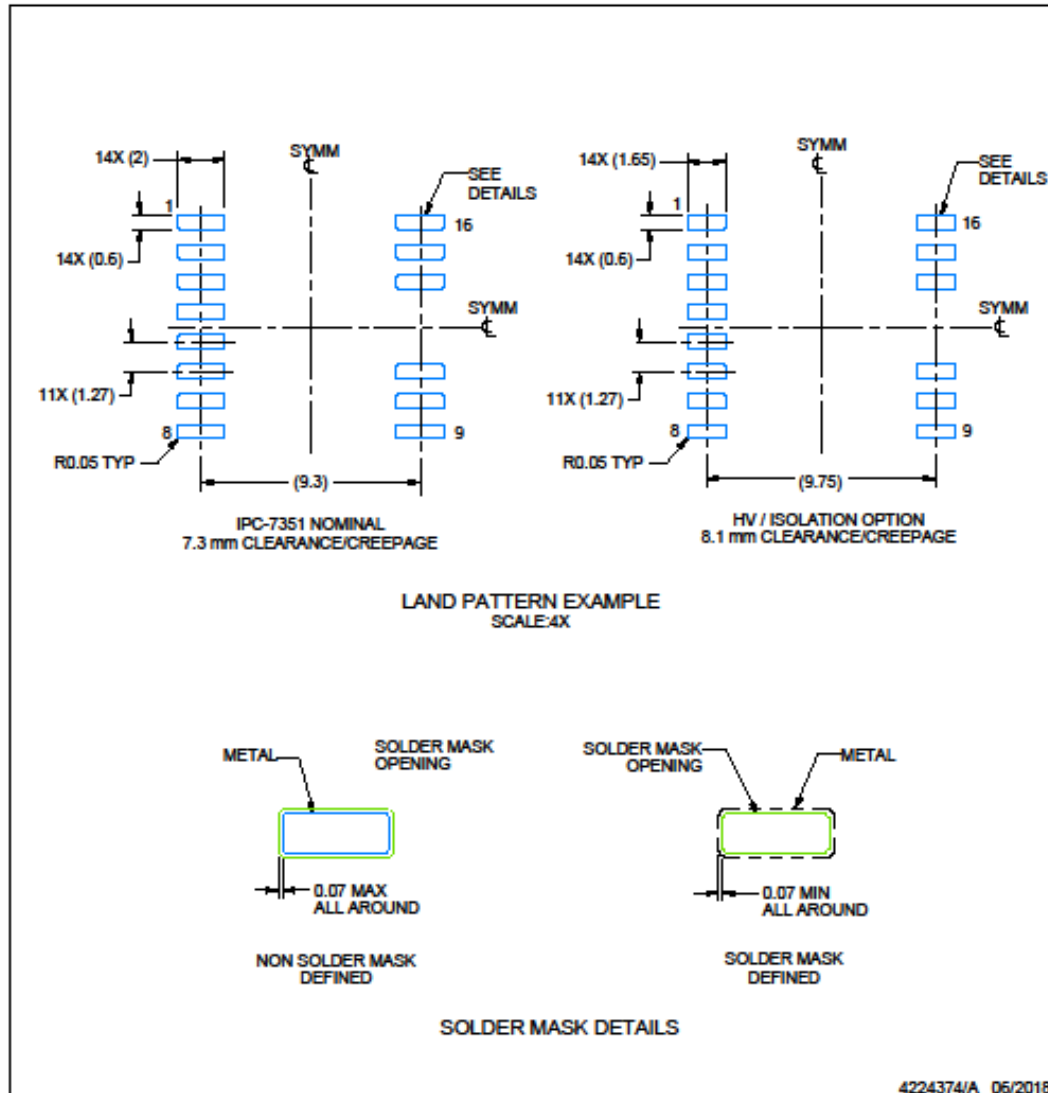 14X (2)
SYMM
℄
SEE
DETAILS
1
16
14X (0.6)
SYMM
℄
11X (1.27)
8
9
R0.05 TYP
(9.3)
IPC-7351 NOMINAL
7.3 mm CLEARANCE/CREEPAGE
14X (1.65)
SYMM
℄
SEE
DETAILS
1
16
14X (0.6)
SYMM
℄
11X (1.27)
8
9
R0.05 TYP
(9.75)
HV / ISOLATION OPTION
8.1 mm CLEARANCE/CREEPAGE
LAND PATTERN EXAMPLE
SCALE:4X
METAL
SOLDER MASK
OPENING
0.07 MAX
ALL AROUND
NON SOLDER MASK
DEFINED
SOLDER MASK
OPENING
METAL
0.07 MIN
ALL AROUND
SOLDER MASK
DEFINED
SOLDER MASK DETAILS
4224374/A 06/2018